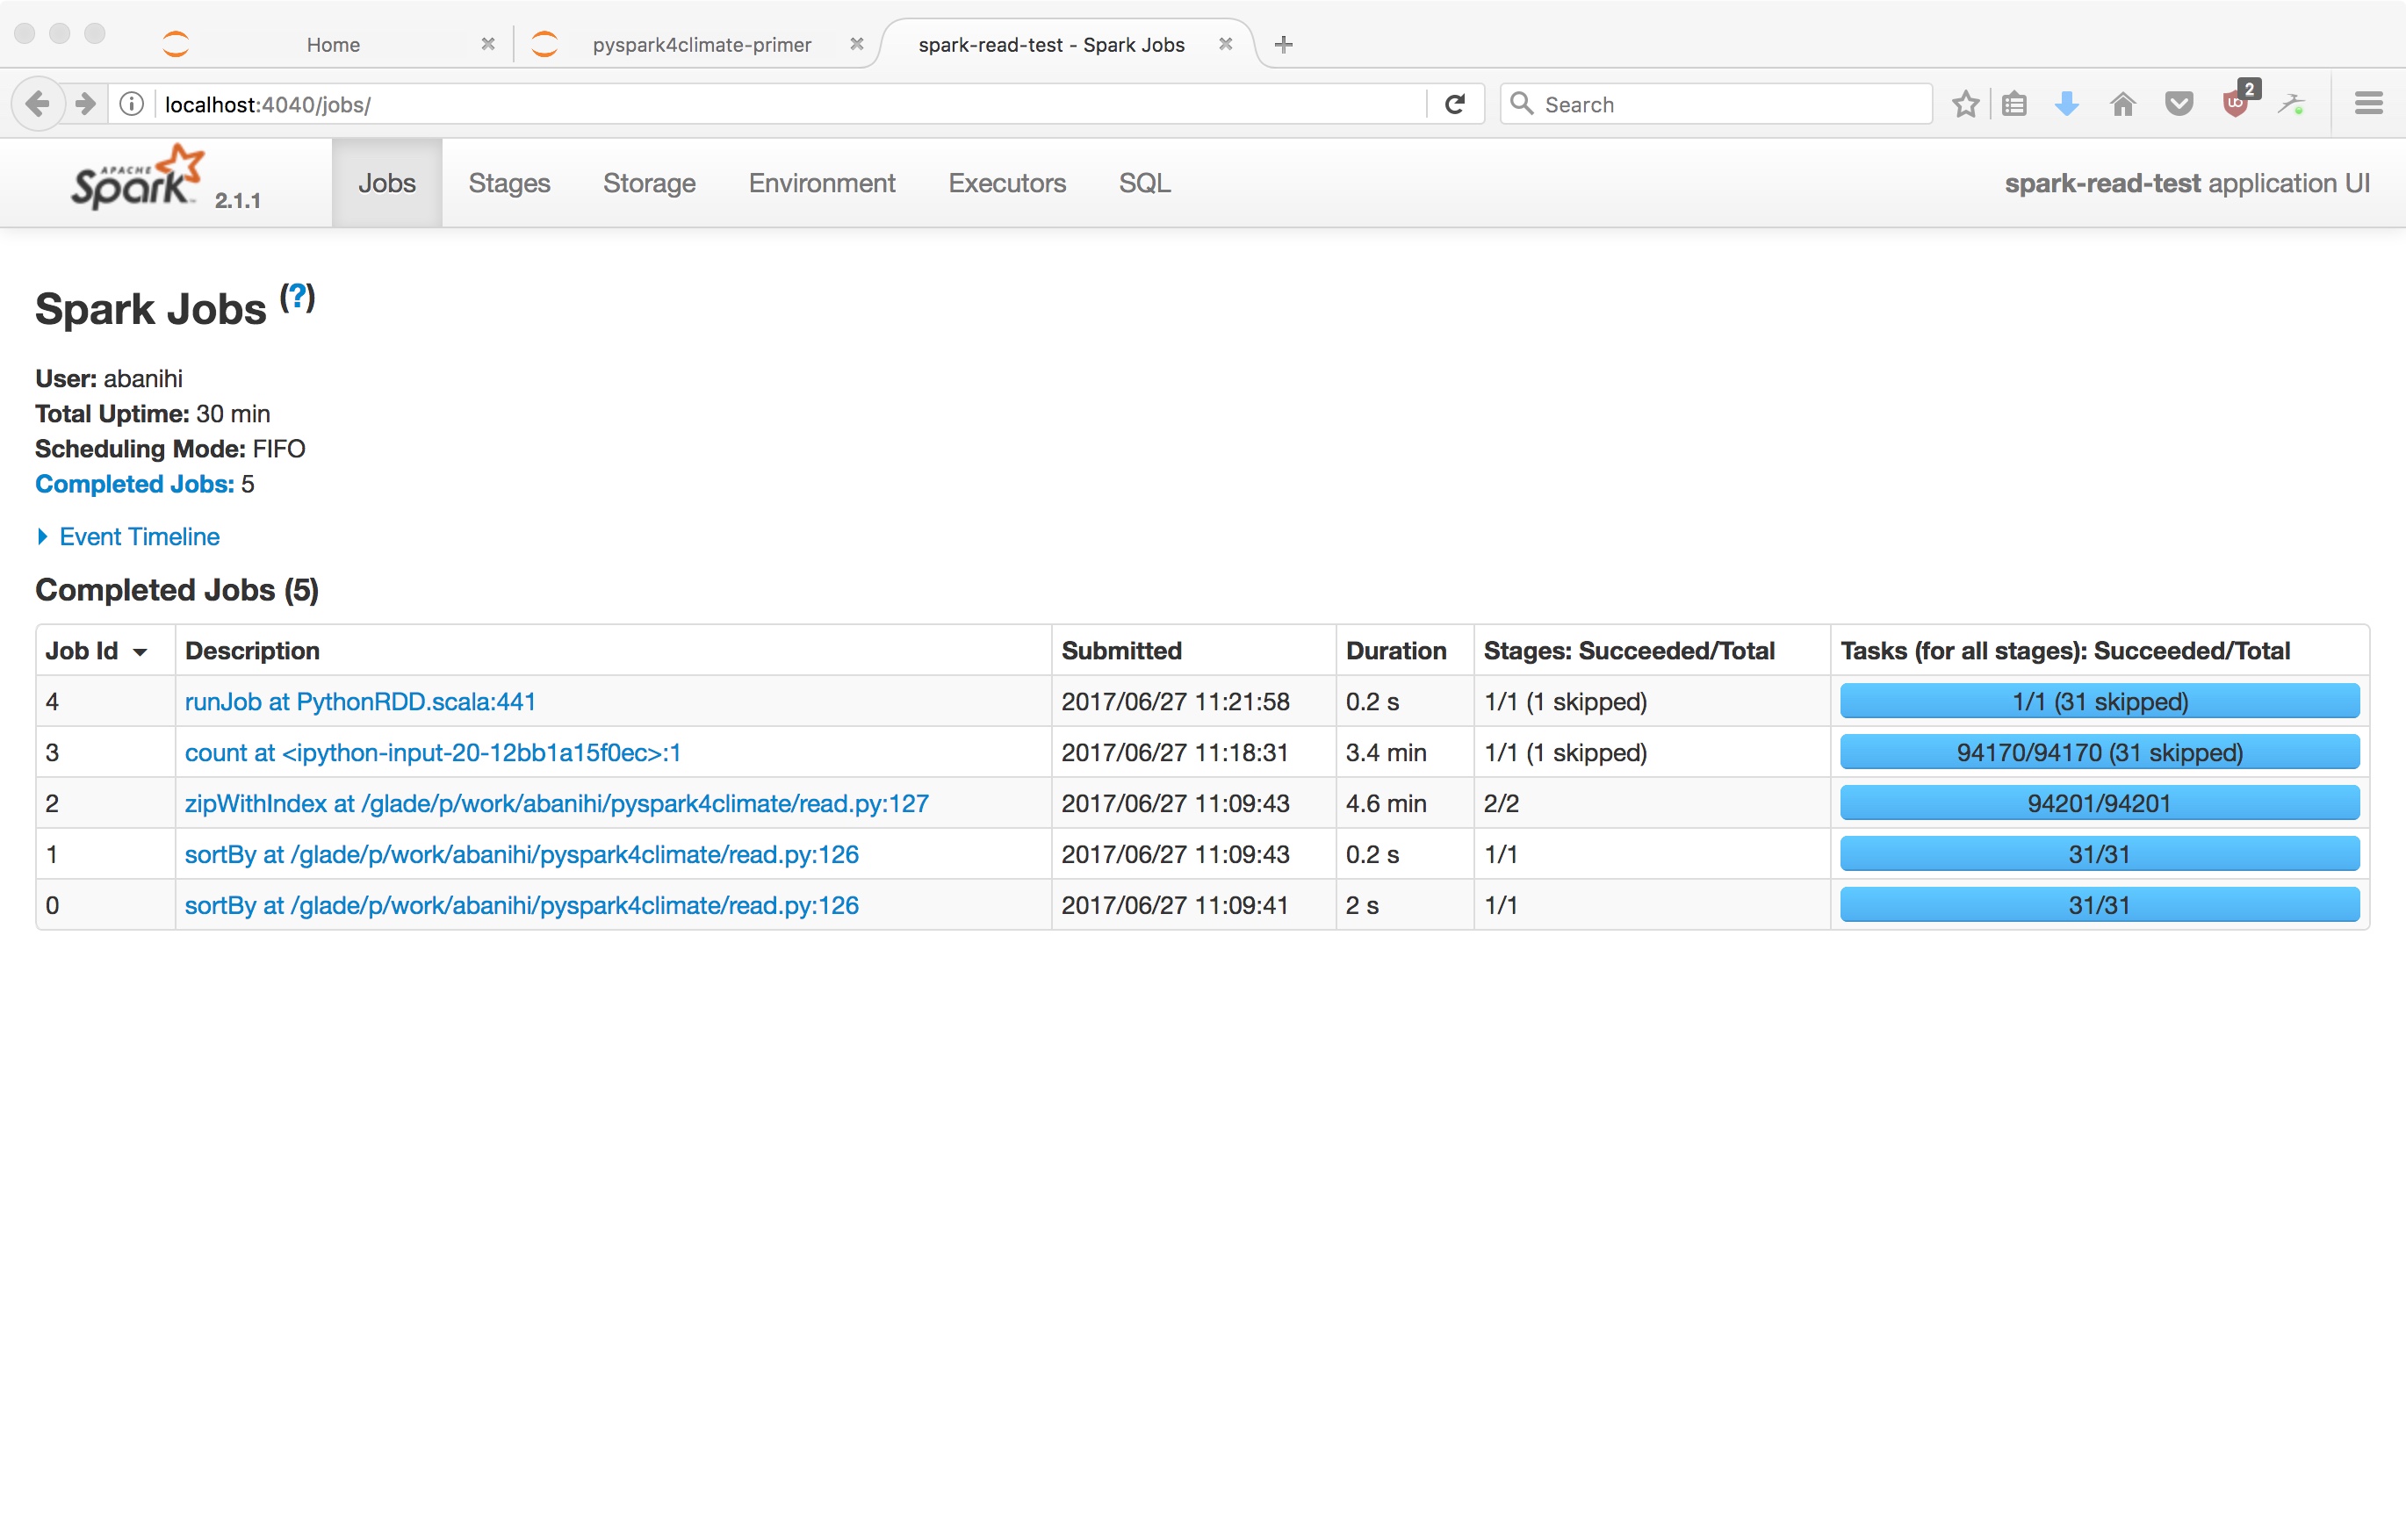 Home
pyspark4climate-primer
spark-read-test - Spark Jobs
localhost:4040/jobs/
Search
2
APACHE
Spark™ 2.1.1
Jobs
Stages
Storage
Environment
Executors
SQL
spark-read-test application UI
Spark Jobs (?)
User: abanihi
Total Uptime: 30 min
Scheduling Mode: FIFO
Completed Jobs: 5
Event Timeline
Completed Jobs (5)
Job Id Description Submitted Duration Stages: Succeeded/Total Tasks (for all stages): Succeeded/Total
4 runJob at PythonRDD.scala:441 2017/06/27 11:21:58 0.2 s 1/1 (1 skipped) 1/1 (31 skipped)
3 count at <ipython-input-20-12bb1a15f0ec>:1 2017/06/27 11:18:31 3.4 min 1/1 (1 skipped) 94170/94170 (31 skipped)
2 zipWithIndex at /glade/p/work/abanihi/pyspark4climate/read.py:127 2017/06/27 11:09:43 4.6 min 2/2 94201/94201
1 sortBy at /glade/p/work/abanihi/pyspark4climate/read.py:126 2017/06/27 11:09:43 0.2 s 1/1 31/31
0 sortBy at /glade/p/work/abanihi/pyspark4climate/read.py:126 2017/06/27 11:09:41 2 s 1/1 31/31